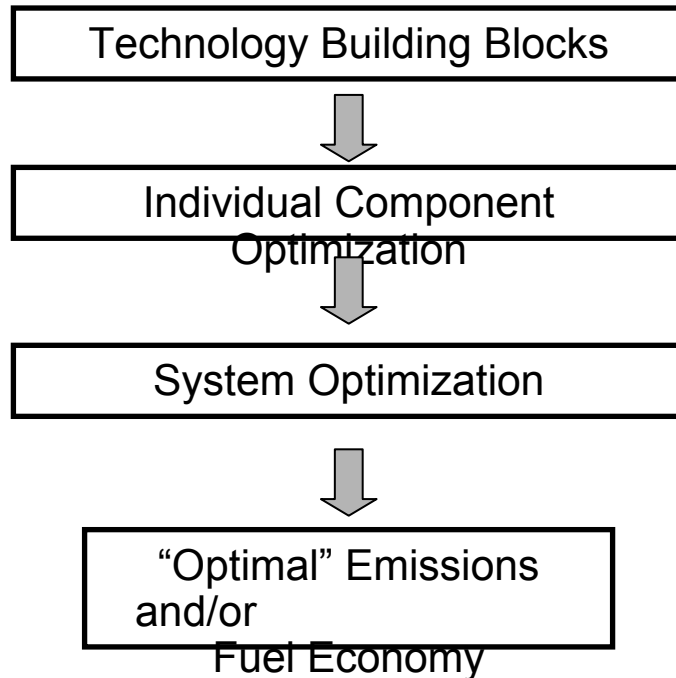 Technology Building Blocks
Individual Component
Optimization
System Optimization
“Optimal” Emissions
and/or
Fuel Economy